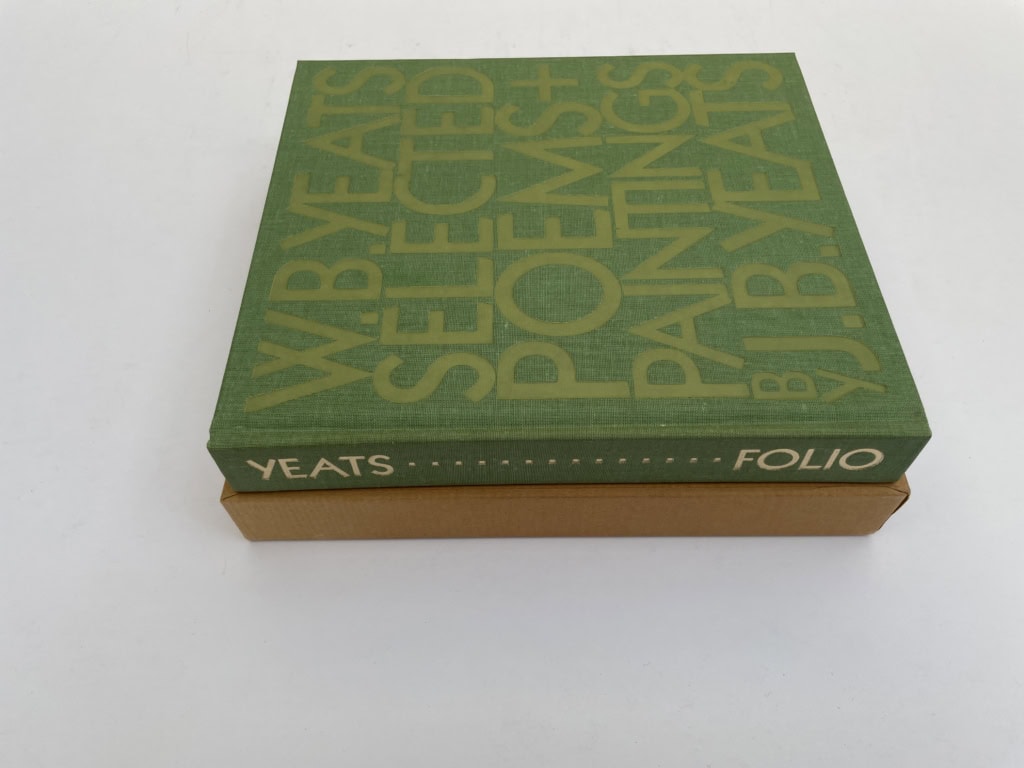 W.B.YEATS
SELECTED
POEMS +
PAINTINGS
BY J.B.YEATS
YEATS · · · · · · · · · · · · · · FOLIO